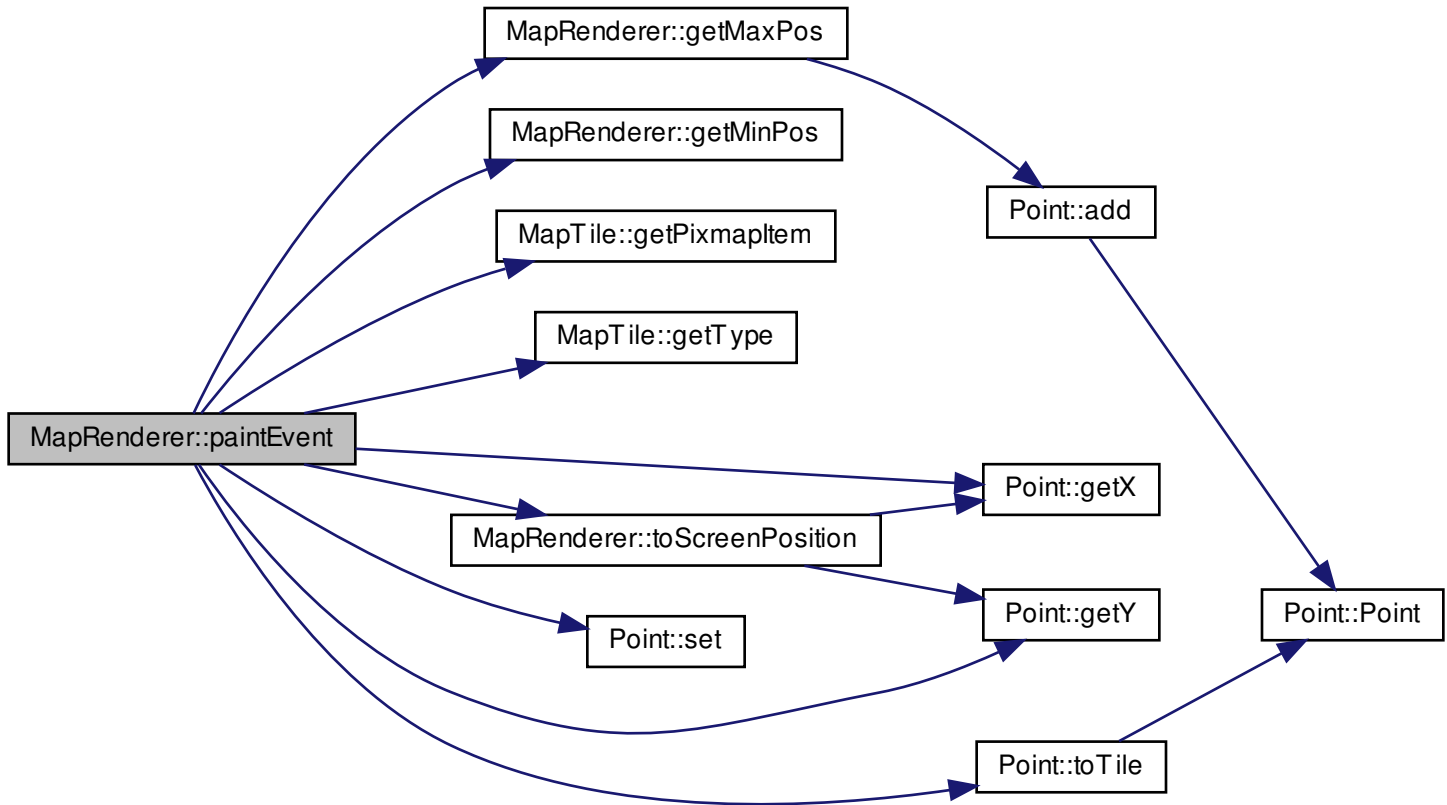 MapRenderer::getMaxPos
MapRenderer::getMinPos
Point::add
MapTile::getPixmapItem
MapTile::getType
MapRenderer::paintEvent
Point::getX
MapRenderer::toScreenPosition
Point::getY
Point::Point
Point::set
Point::toTile